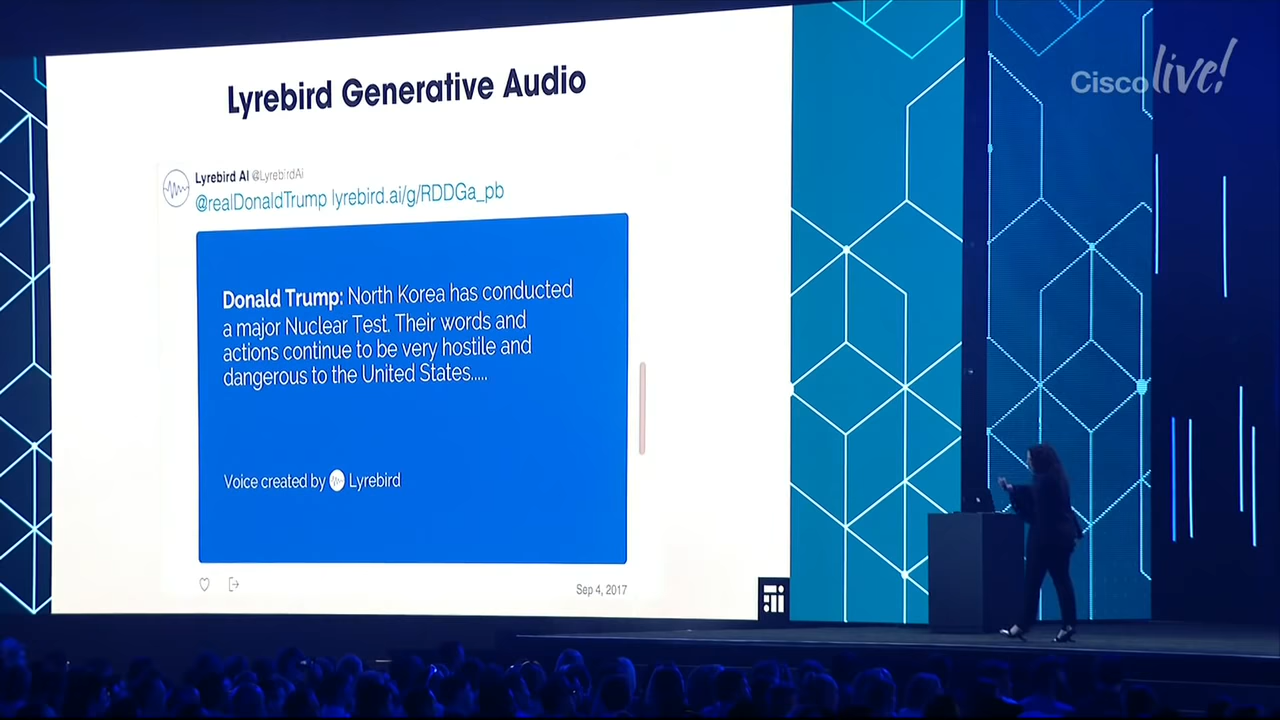 Cisco live!
Lyrebird Generative Audio
Lyrebird AI @LyrebirdAi
@realDonaldTrump lyrebird.ai/g/RDDGa_pb
Donald Trump: North Korea has conducted
a major Nuclear Test. Their words and
actions continue to be very hostile and
dangerous to the United States.....
Voice created by Lyrebird
Sep 4, 2017